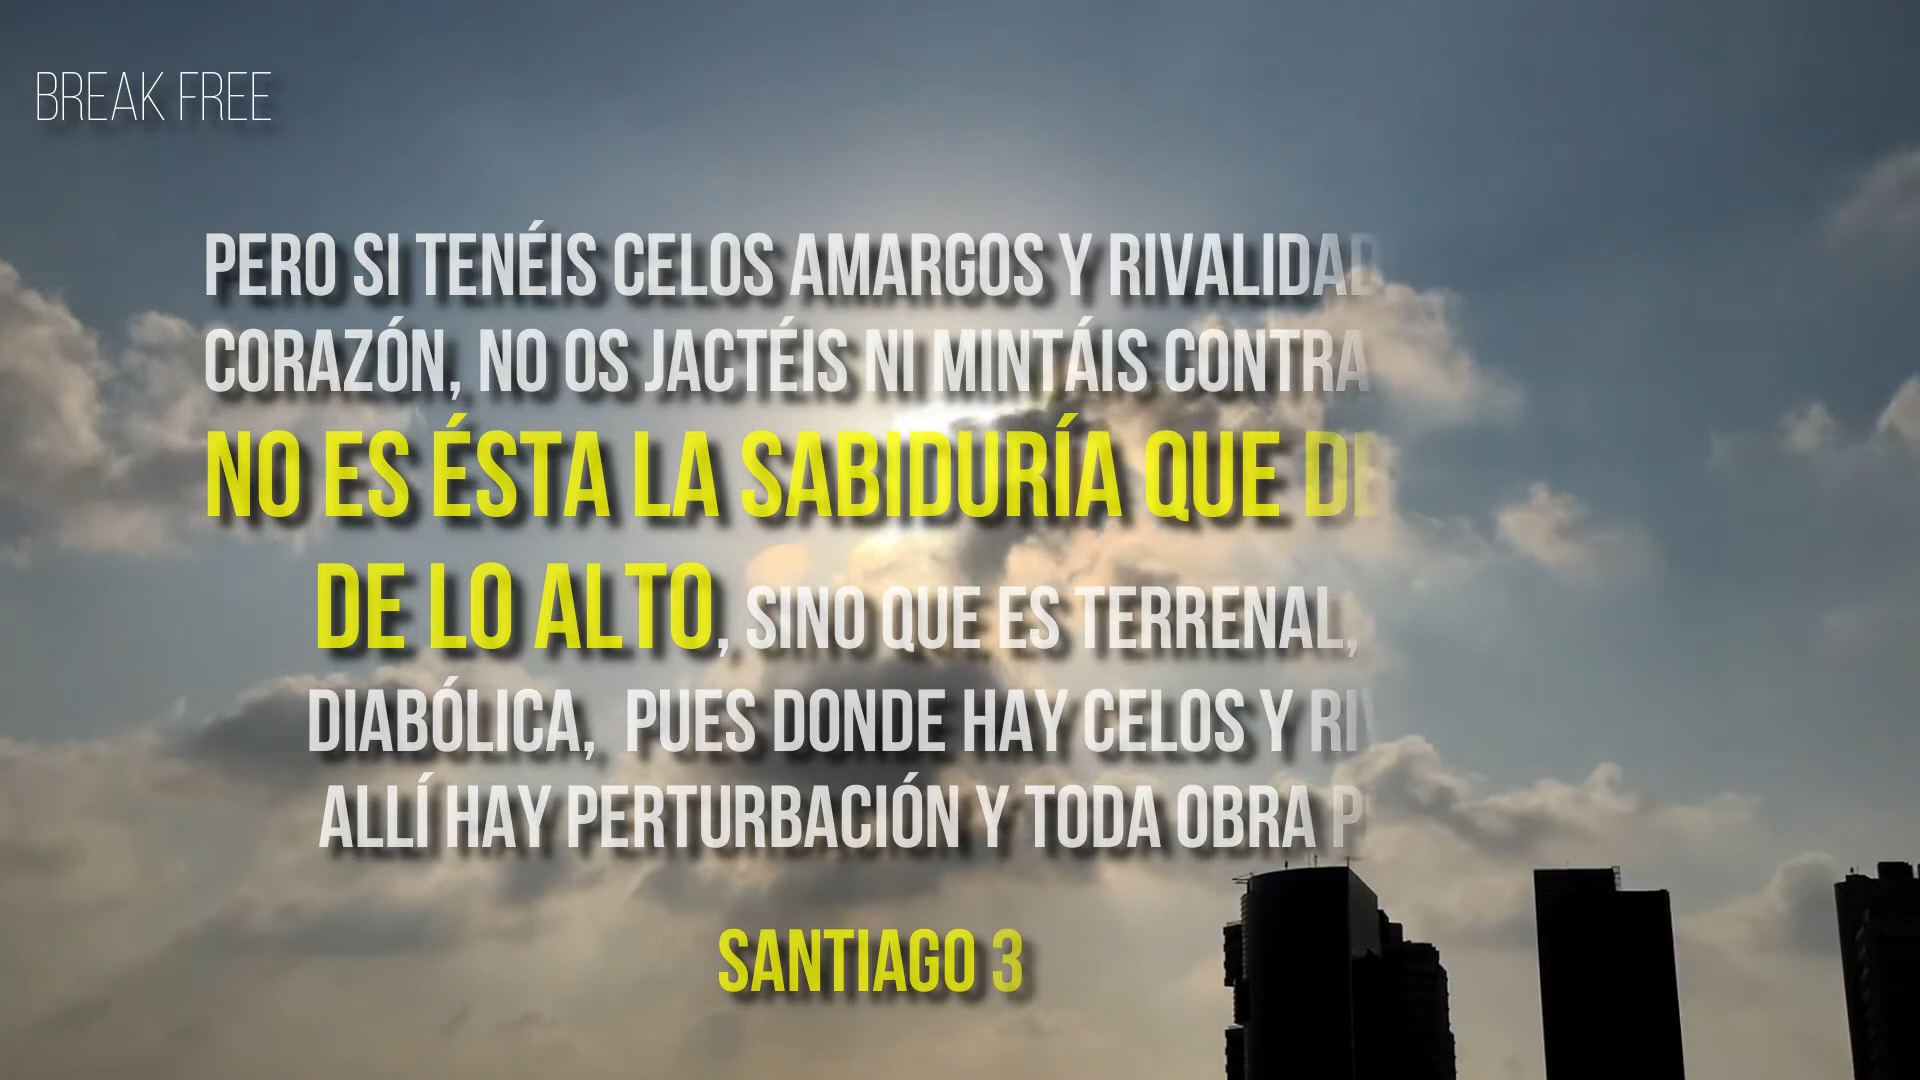 BREAK FREE
PERO SI TENÉIS CELOS AMARGOS Y
CORAZÓN, NO OS JACTÉIS NI MINTÁIS CONTRA
NO ES ÉSTA LA SABIDURÍA QUE
DE LO ALTO, SINO QUE ES TERRENAL,
DIABÓLICA, PUES DONDE HAY CELOS Y
ALLÍ HAY PERTURBACIÓN Y TODA OBRA
SANTIAGO 3